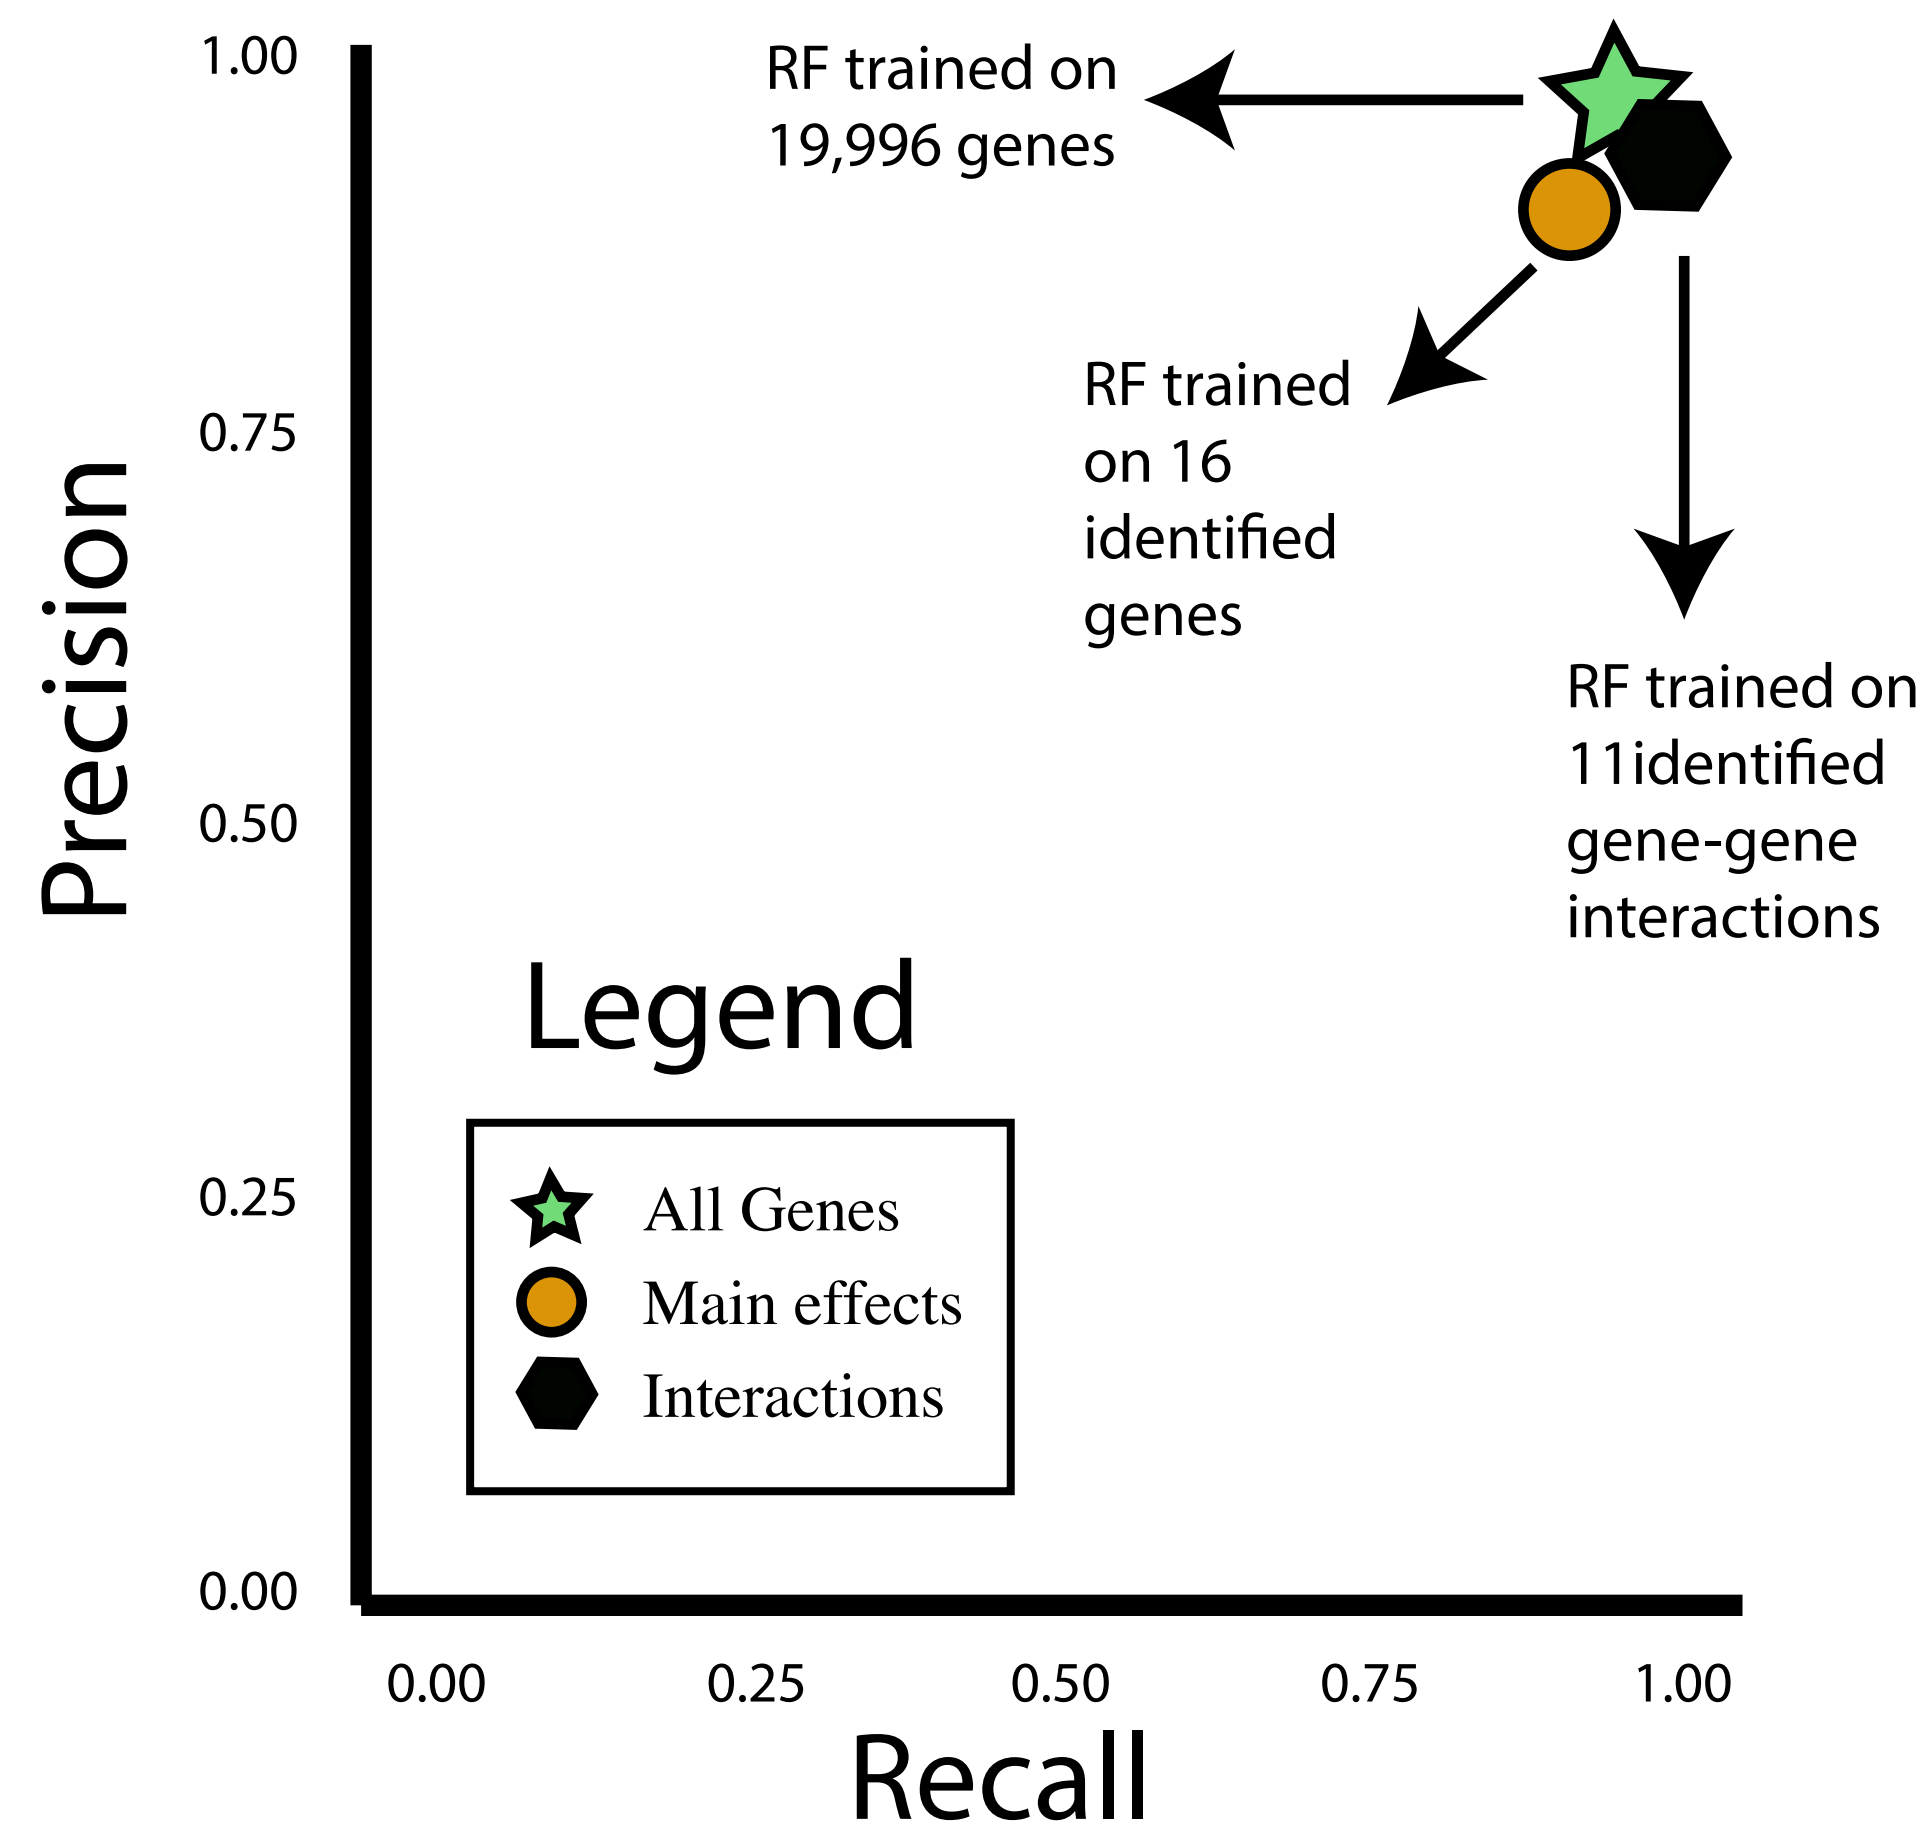 1.00
0.75
0.50
0.25
0.00
Precision
RF trained on
19,996 genes
RF trained
on 16
identified
genes
RF trained on
11identified
gene-gene
interactions
Legend
All Genes
Main effects
Interactions
0.00
0.25
0.50
0.75
1.00
Recall